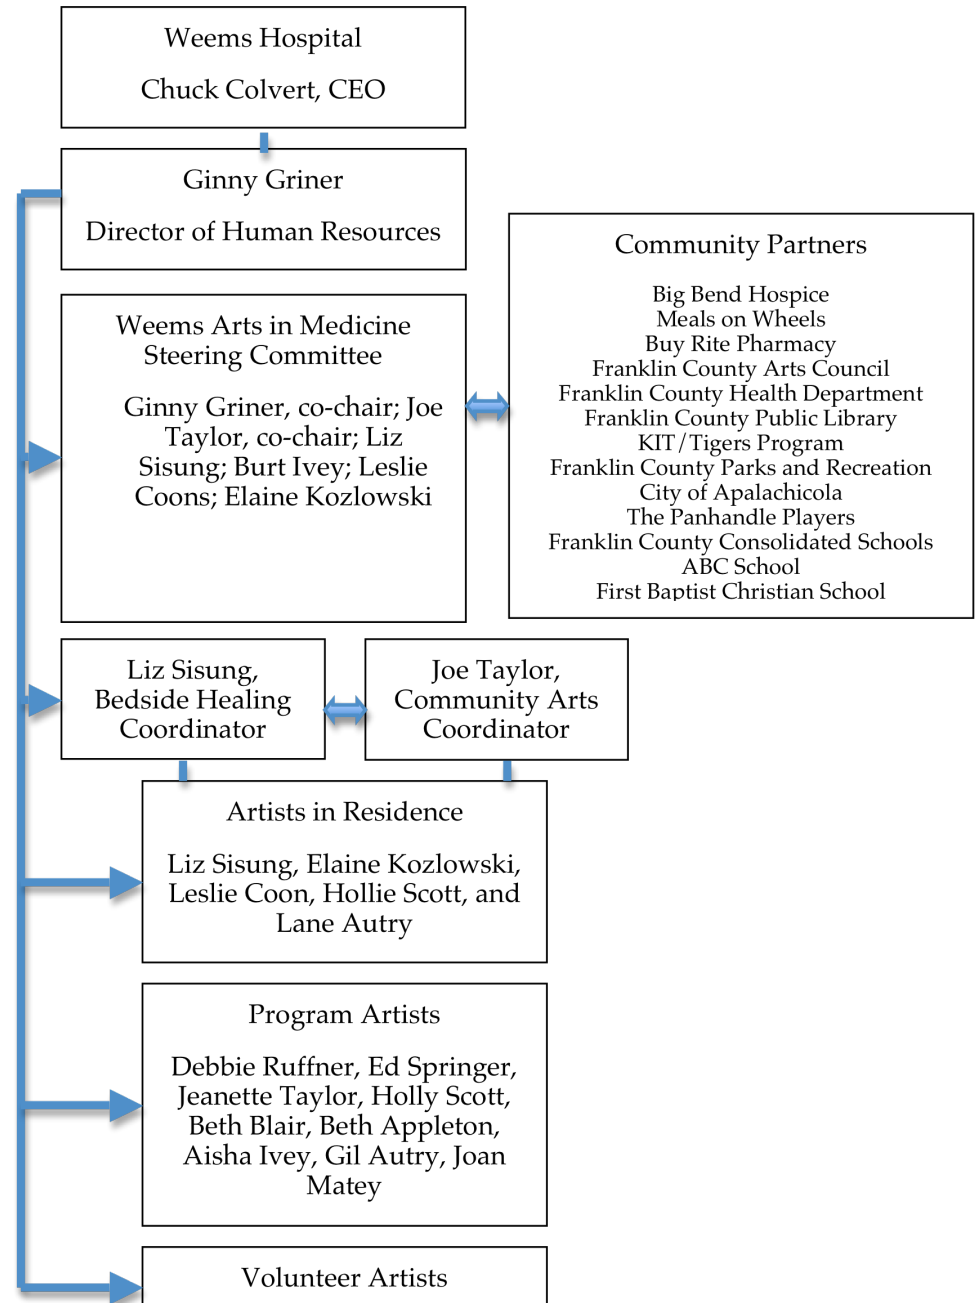 Weems Hospital
Chuck Colvert, CEO
Ginny Griner
Director of Human Resources
Weems Arts in Medicine
Steering Committee
Ginny Griner, co-chair; Joe
Taylor, co-chair; Liz
Sisung; Burt Ivey; Leslie
Coons; Elaine Kozlowski
Community Partners
Big Bend Hospice
Meals on Wheels
Buy Rite Pharmacy
Franklin County Arts Council
Franklin County Health Department
Franklin County Public Library
KIT/Tigers Program
Franklin County Parks and Recreation
City of Apalachicola
The Panhandle Players
Franklin County Consolidated Schools
ABC School
First Baptist Christian School
Liz Sisung,
Bedside Healing
Coordinator
Joe Taylor,
Community Arts
Coordinator
Artists in Residence
Liz Sisung, Elaine Kozlowski,
Leslie Coon, Hollie Scott, and
Lane Autry
Program Artists
Debbie Ruffner, Ed Springer,
Jeanette Taylor, Holly Scott,
Beth Blair, Beth Appleton,
Aisha Ivey, Gil Autry, Joan
Matey
Volunteer Artists